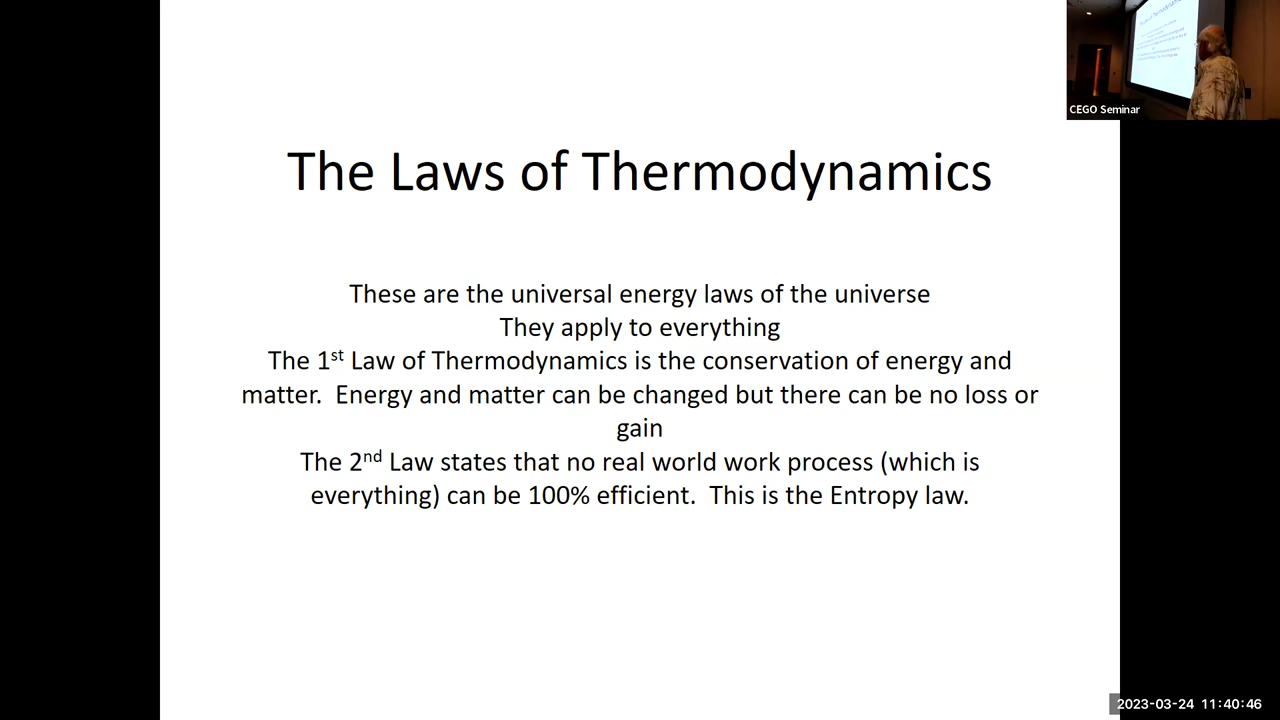 CEGO Seminar
The Laws of Thermodynamics
These are the universal energy laws of the universe
They apply to everything
The 1st Law of Thermodynamics is the conservation of energy and
matter.  Energy and matter can be changed but there can be no loss or
gain
The 2nd Law states that no real world work process (which is
everything) can be 100% efficient.  This is the Entropy law.
2023-03-24 11:40:46